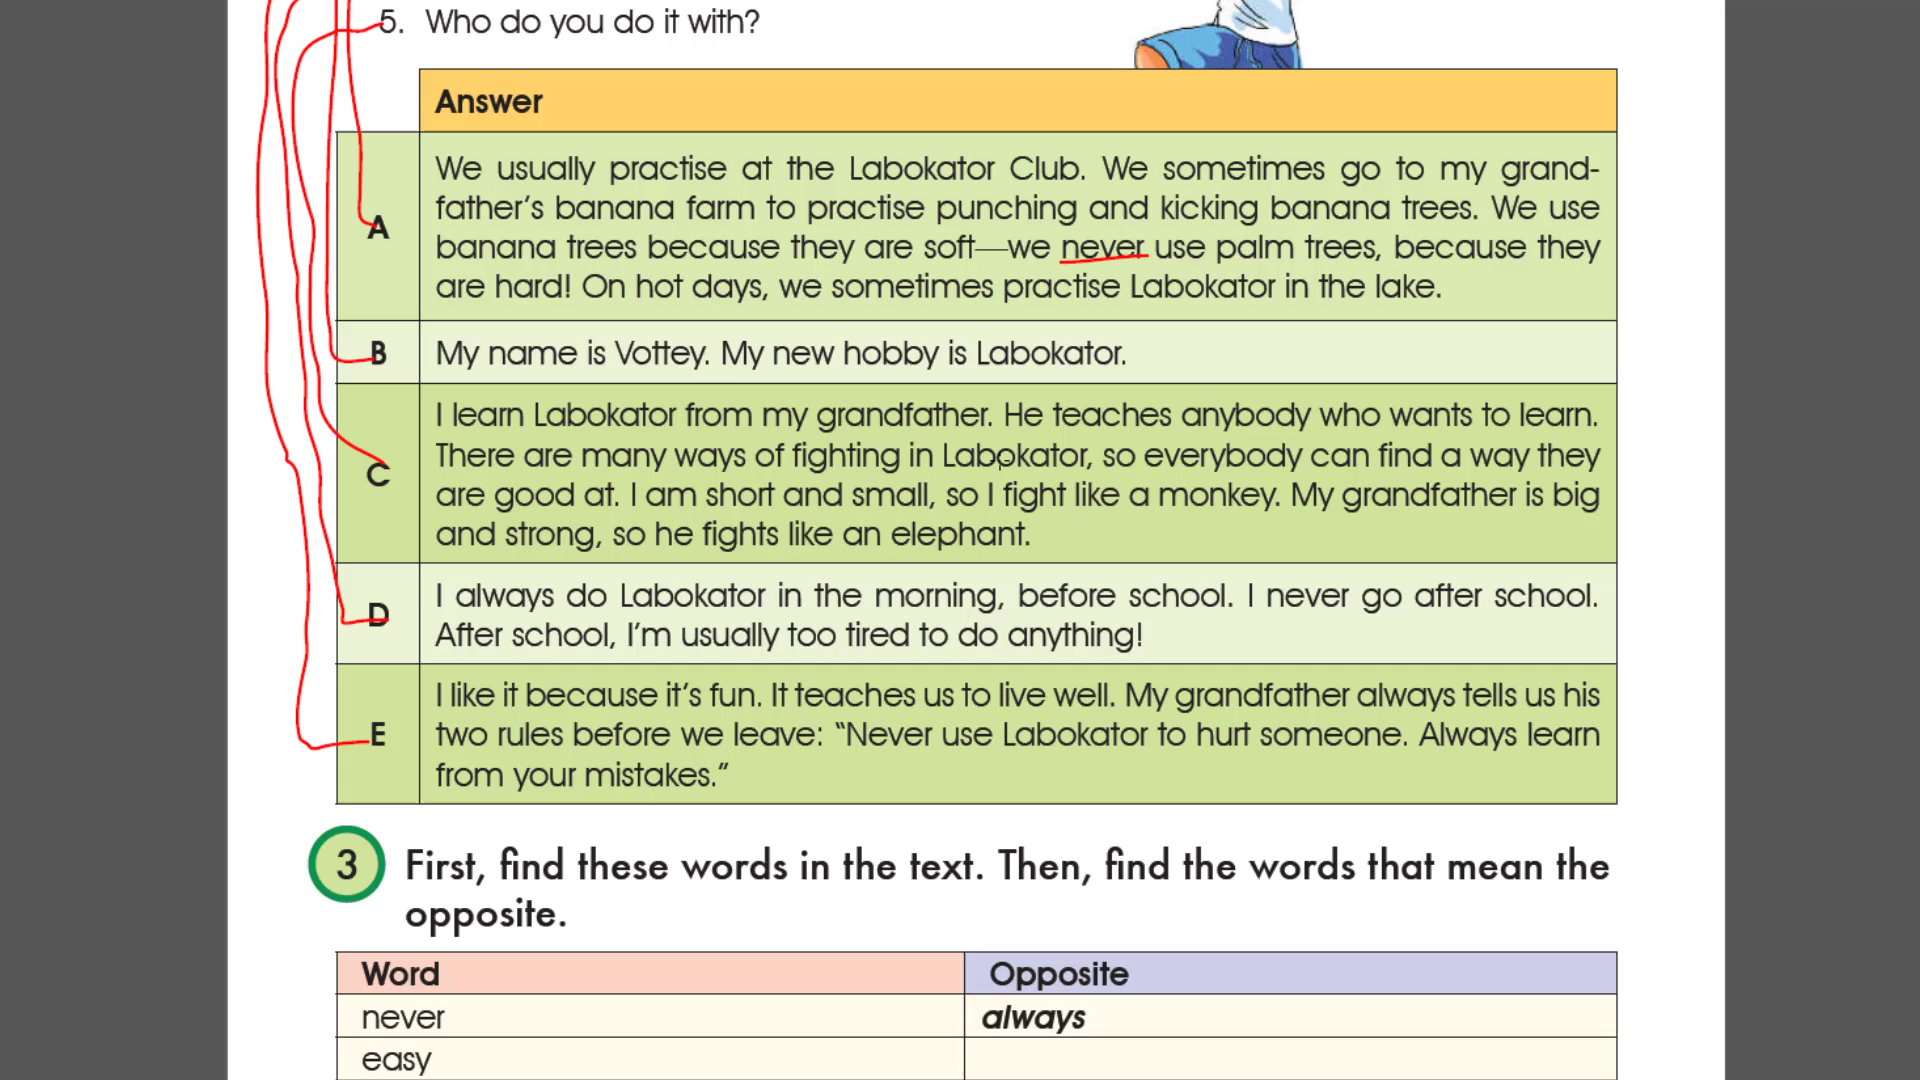 5. Who do you do it with?
Answer
A
We usually practise at the Labokator Club. We sometimes go to my grand-
father's banana farm to practise punching and kicking banana trees. We use
banana trees because they are soft—we never use palm trees, because they
are hard! On hot days, we sometimes practise Labokator in the lake.
B
My name is Vottey. My new hobby is Labokator.
C
I learn Labokator from my grandfather. He teaches anybody who wants to learn.
There are many ways of fighting in Labokator, so everybody can find a way they
are good at. I am short and small, so I fight like a monkey. My grandfather is big
and strong, so he fights like an elephant.
D
I always do Labokator in the morning, before school. I never go after school.
After school, I'm usually too tired to do anything!
E
I like it because it's fun. It teaches us to live well. My grandfather always tells us his
two rules before we leave: “Never use Labokator to hurt someone. Always learn
from your mistakes.”
3 First, find these words in the text. Then, find the words that mean the
opposite.
Word Opposite
never always
easy